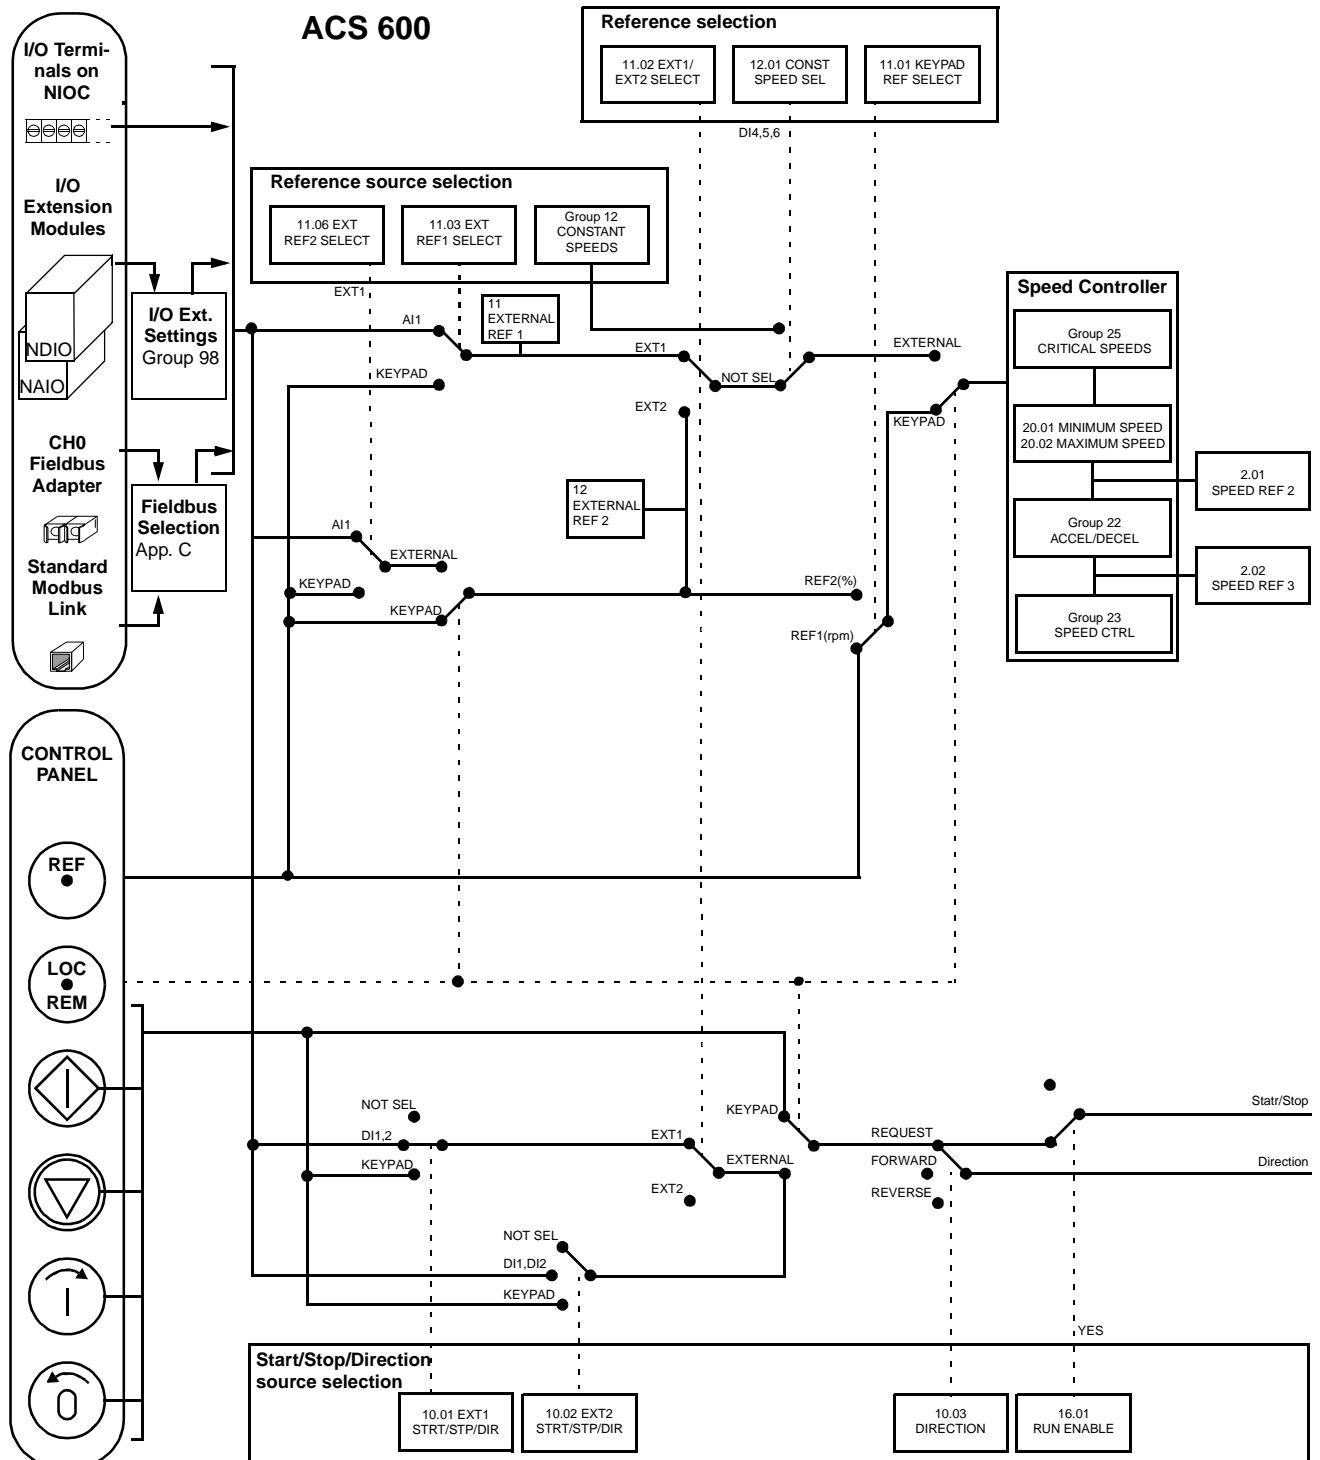 ACS 600
I/O Termi-
nals on
NIOC
I/O
Extension
Modules
NDIO
NAIO
CH0
Fieldbus
Adapter
Standard
Modbus
Link
I/O Ext.
Settings
Group 98
Fieldbus
Selection
App. C
Reference selection
11.02 EXT1/
EXT2 SELECT
12.01 CONST
SPEED SEL
11.01 KEYPAD
REF SELECT
DI4,5,6
Reference source selection
11.06 EXT
REF2 SELECT
11.03 EXT
REF1 SELECT
Group 12
CONSTANT
SPEEDS
EXT1
AI1
11
EXTERNAL
REF 1
KEYPAD
EXT1
NOT SEL
EXT2
EXTERNAL
KEYPAD
12
EXTERNAL
REF 2
AI1
EXTERNAL
KEYPAD
KEYPAD
REF2(%)
REF1(rpm)
Speed Controller
Group 25
CRITICAL SPEEDS
20.01 MINIMUM SPEED
20.02 MAXIMUM SPEED
2.01
SPEED REF 2
Group 22
ACCEL/DECEL
2.02
SPEED REF 3
Group 23
SPEED CTRL
CONTROL
PANEL
REF
LOC
REM
NOT SEL
DI1,2
KEYPAD
EXT1
EXT2
KEYPAD
EXTERNAL
NOT SEL
DI1,DI2
KEYPAD
REQUEST
FORWARD
REVERSE
Statr/Stop
Direction
YES
Start/Stop/Direction
source selection
10.01 EXT1
STRT/STP/DIR
10.02 EXT2
STRT/STP/DIR
10.03
DIRECTION
16.01
RUN ENABLE